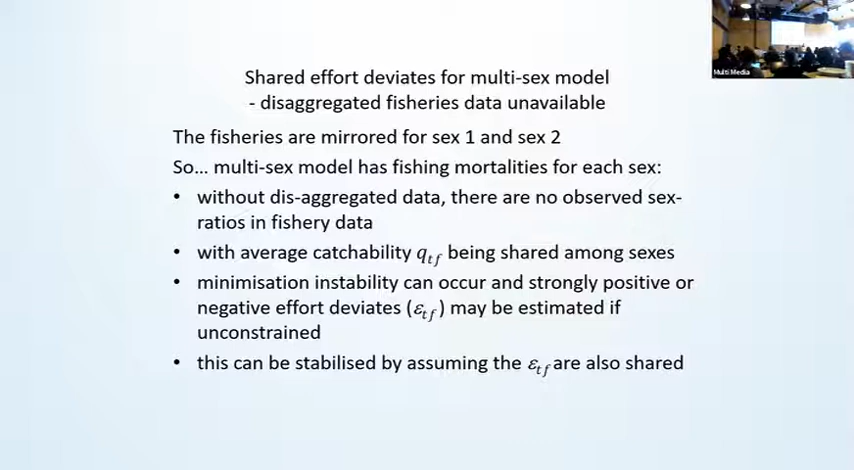 Multi Media
Shared effort deviates for multi-sex model
- disaggregated fisheries data unavailable
The fisheries are mirrored for sex 1 and sex 2
So... multi-sex model has fishing mortalities for each sex:
• without dis-aggregated data, there are no observed sex-
ratios in fishery data
• with average catchability qtf being shared among sexes
• minimisation instability can occur and strongly positive or
negative effort deviates (εtf) may be estimated if
unconstrained
• this can be stabilised by assuming the εtf are also shared